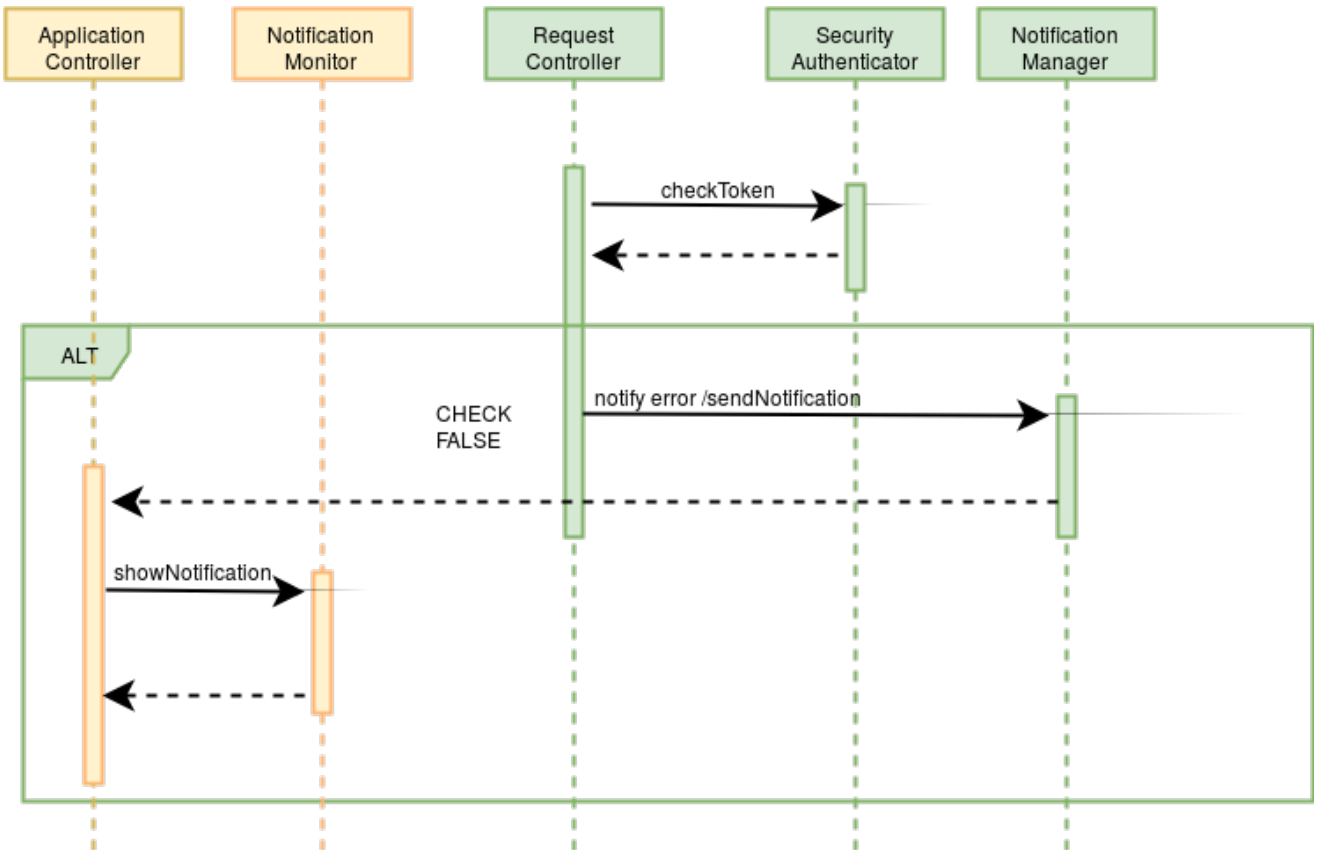 Application
Controller
Notification
Monitor
Request
Controller
Security
Authenticator
Notification
Manager
checkToken
ALT
notify error /sendNotification
CHECK
FALSE
showNotification